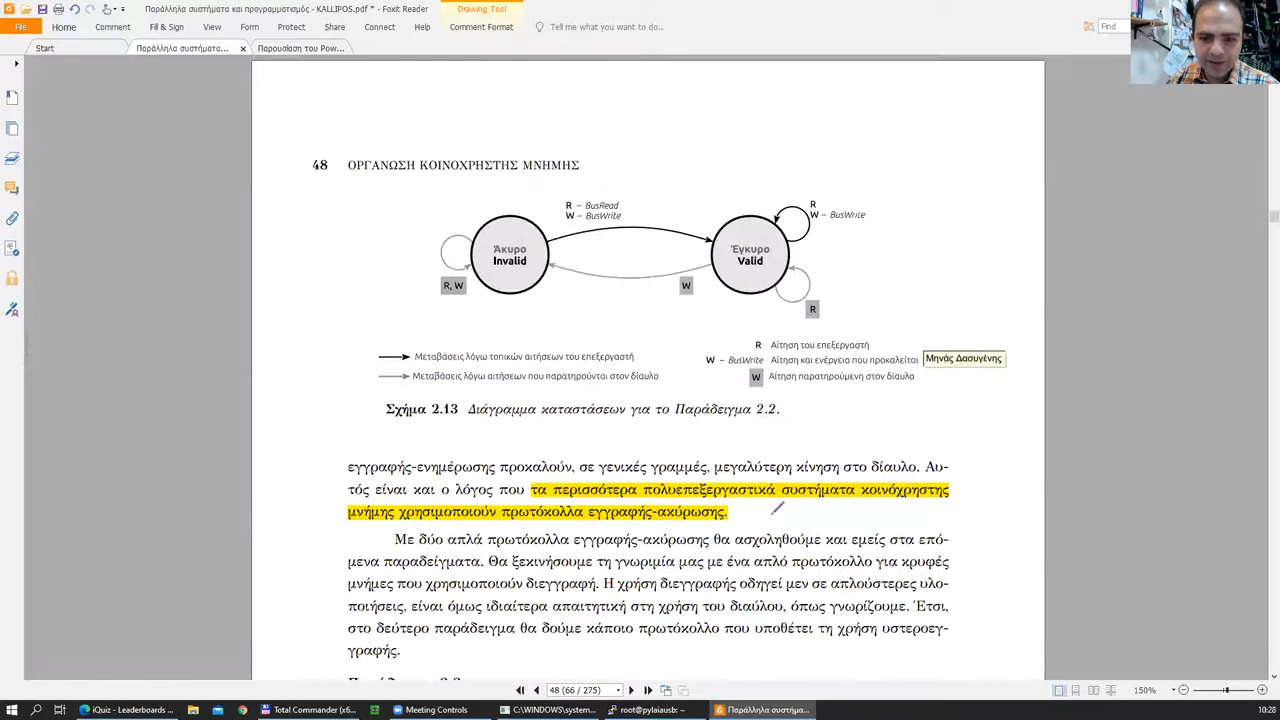 Παράλληλα συστήματα και προγραμματισμός - KALLIPOS.pdf * - Foxit Reader
Drawing Tool
File Home Comment Fill & Sign View Form Protect Share Connect Help Comment Format Tell me what you want to do... Find
Start Παράλληλα συστήματα... Παρουσίαση του Pow...
48 ΟΡΓΑΝΩΣΗ ΚΟΙΝΟΧΡΗΣΤΗΣ ΜΝΗΜΗΣ
R – BusRead
W – BusWrite
R
W – BusWrite
Άκυρο
Invalid
Έγκυρο
Valid
R, W
W
R
R Αίτηση του επεξεργαστή
Μεταβάσεις λόγω τοπικών αιτήσεων του επεξεργαστή
W – BusWrite Αίτηση και ενέργεια που προκαλείται
Μηνάς Δασυγένης
Μεταβάσεις λόγω αιτήσεων που παρατηρούνται στον δίαυλο
W Αίτηση παρατηρούμενη στον δίαυλο
Σχήμα 2.13 Διάγραμμα καταστάσεων για το Παράδειγμα 2.2.
εγγραφής-ενημέρωσης προκαλούν, σε γενικές γραμμές, μεγαλύτερη κίνηση στο δίαυλο. Αυ-
τός είναι και ο λόγος που τα περισσότερα πολυεπεξεργαστικά συστήματα κοινόχρηστης
μνήμης χρησιμοποιούν πρωτόκολλα εγγραφής-ακύρωσης.
Με δύο απλά πρωτόκολλα εγγραφής-ακύρωσης θα ασχοληθούμε και εμείς στα επό-
μενα παραδείγματα. Θα ξεκινήσουμε τη γνωριμία μας με ένα απλό πρωτόκολλο για κρυφές
μνήμες που χρησιμοποιούν διεγγραφή. Η χρήση διεγγραφής οδηγεί μεν σε απλούστερες υλο-
ποιήσεις, είναι όμως ιδιαίτερα απαιτητική στη χρήση του διαύλου, όπως γνωρίζουμε. Έτσι,
στο δεύτερο παράδειγμα θα δούμε κάποιο πρωτόκολλο που υποθέτει τη χρήση υστεροεγ-
γραφής.
48 (66 / 275)
150%
iQuiz - Leaderboards ... Total Commander (x6... Meeting Controls C:\WINDOWS\system... root@pylaiausb: ~ Παράλληλα συστήμα...
10:28